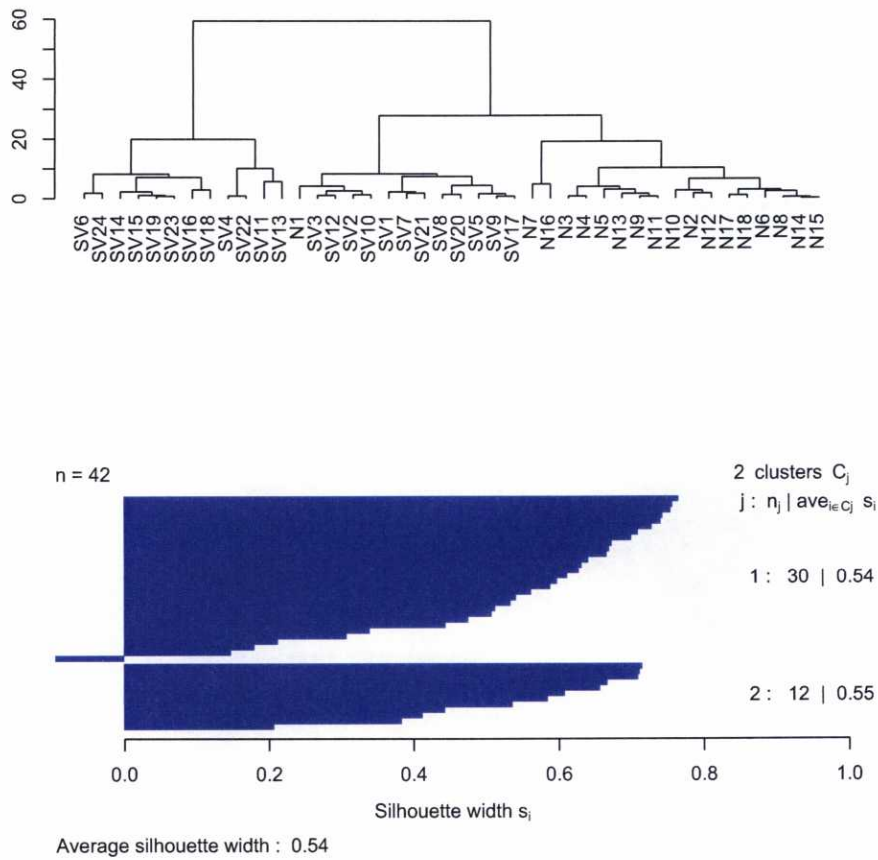 60
40
20
0
SV6 SV24 SV14 SV15 SV19 SV23 SV16 SV18 SV4 SV22 SV11 SV13 N1 SV3 SV12 SV2 SV10 SV1 SV7 SV21 SV8 SV20 SV5 SV9 SV17 N7 N16 N3 N4 N5 N13 N9 N11 N10 N2 N12 N17 N18 N6 N8 N14 N15
n = 42
2 clusters Cj
j : nj | avei∈Cj si
1 : 30 | 0.54
2 : 12 | 0.55
0.0 0.2 0.4 0.6 0.8 1.0
Silhouette width si
Average silhouette width : 0.54